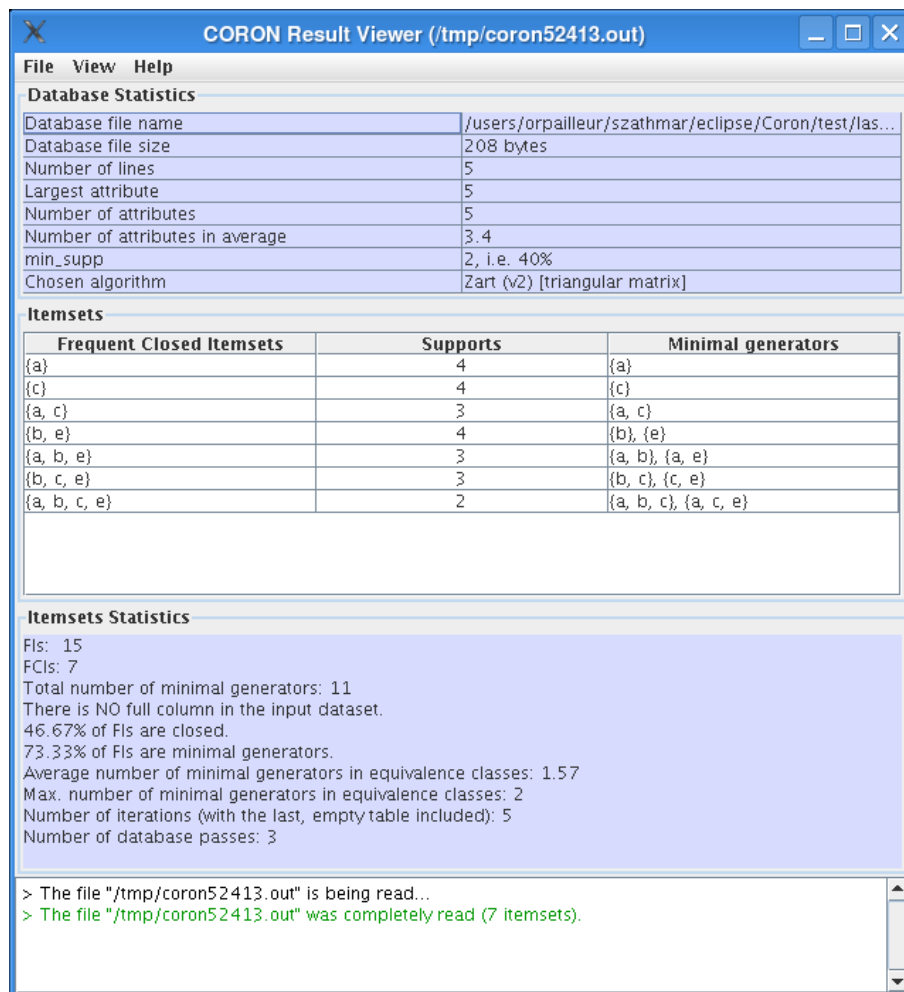 CORON Result Viewer (/tmp/coron52413.out)
File View Help
Database Statistics
Database file name /users/orpailleur/szathmar/eclipse/Coron/test/las...
Database file size 208 bytes
Number of lines 5
Largest attribute 5
Number of attributes 5
Number of attributes in average 3.4
min_supp 2, i.e. 40%
Chosen algorithm Zart (v2) [triangular matrix]
Itemsets
Frequent Closed Itemsets Supports Minimal generators
{a} 4 {a}
{c} 4 {c}
{a, c} 3 {a, c}
{b, e} 4 {b}, {e}
{a, b, e} 3 {a, b}, {a, e}
{b, c, e} 3 {b, c}, {c, e}
{a, b, c, e} 2 {a, b, c}, {a, c, e}
Itemsets Statistics
FIs: 15
FCIs: 7
Total number of minimal generators: 11
There is NO full column in the input dataset.
46.67% of FIs are closed.
73.33% of FIs are minimal generators.
Average number of minimal generators in equivalence classes: 1.57
Max. number of minimal generators in equivalence classes: 2
Number of iterations (with the last, empty table included): 5
Number of database passes: 3
> The file "/tmp/coron52413.out" is being read...
> The file "/tmp/coron52413.out" was completely read (7 itemsets).